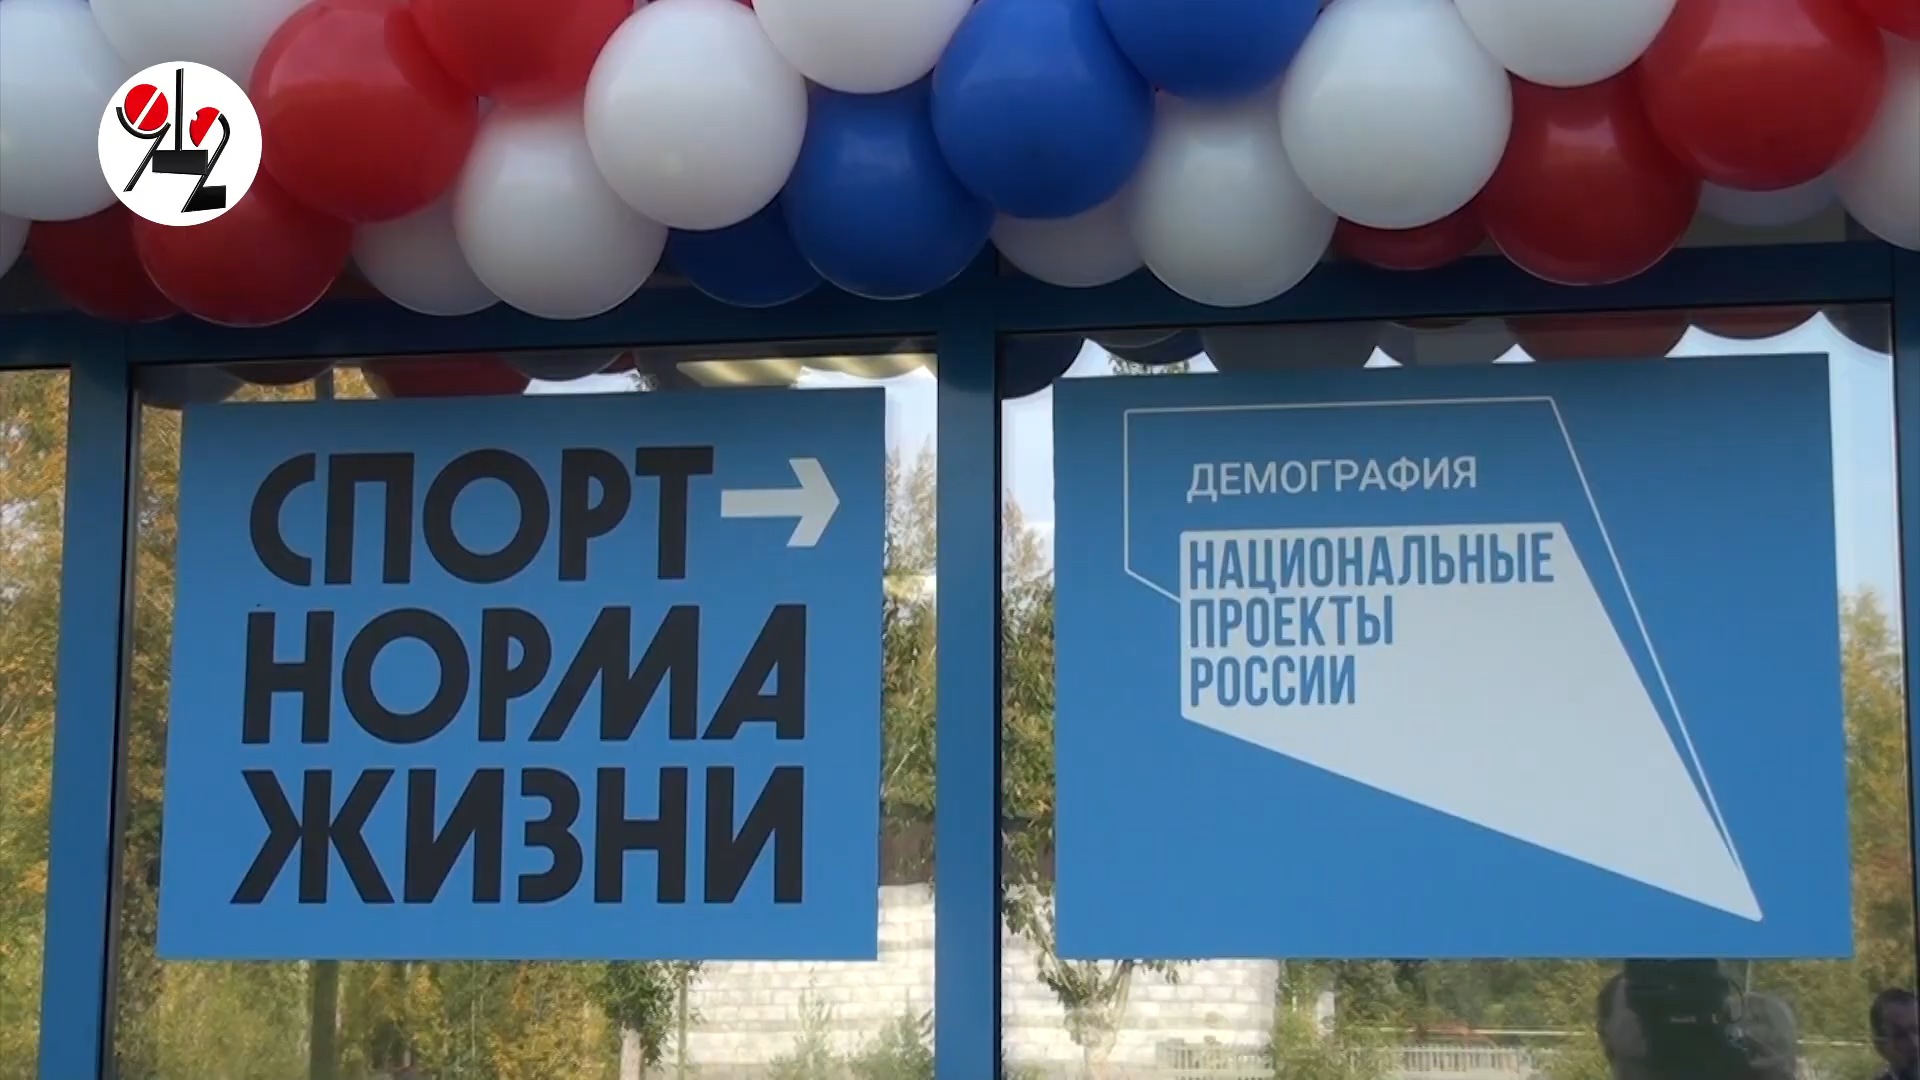 СПОРТ
НОРМА
ЖИЗНИ
ДЕМОГРАФИЯ
НАЦИОНАЛЬНЫЕ
ПРОЕКТЫ
РОССИИ